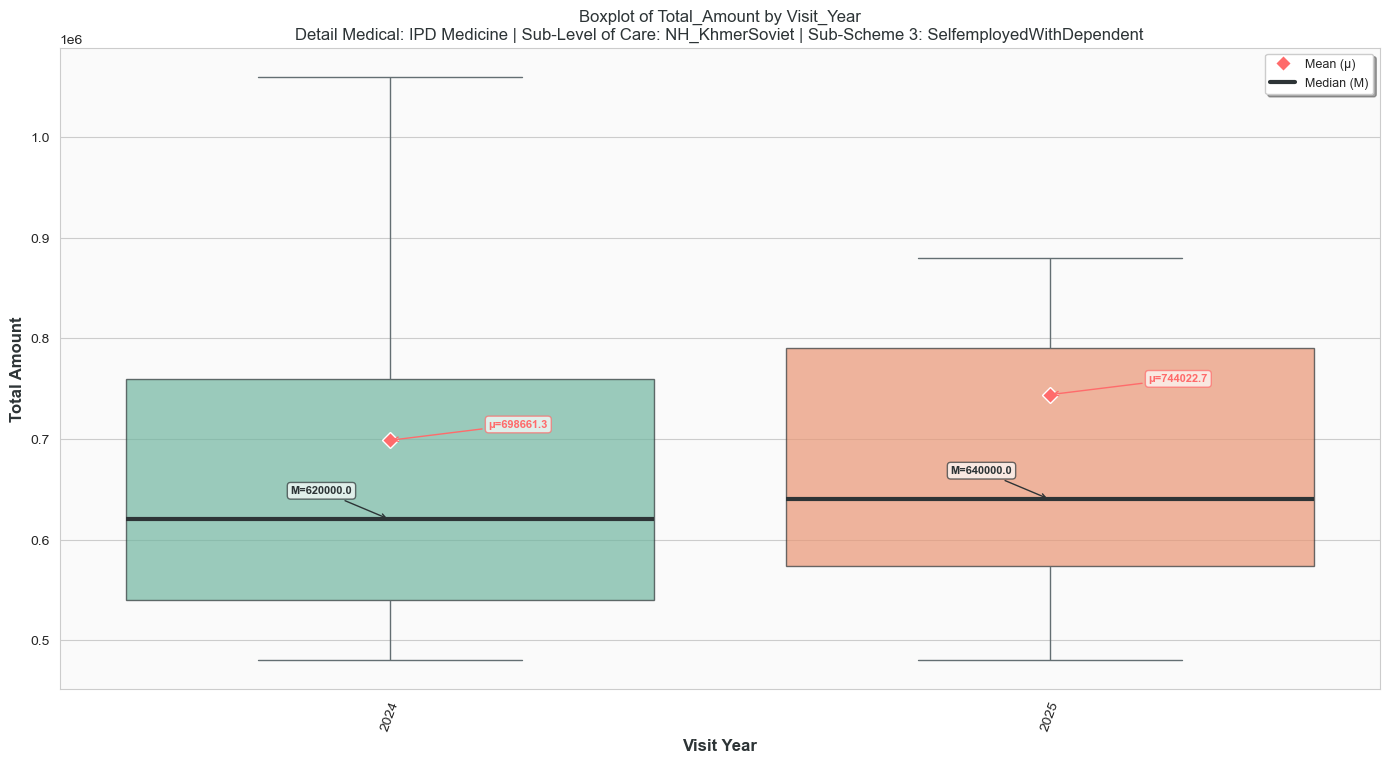 Boxplot of Total_Amount by Visit_Year
Detail Medical: IPD Medicine | Sub-Level of Care: NH_KhmerSoviet | Sub-Scheme 3: SelfemployedWithDependent
1e6
Mean (μ)
Median (M)
1.0
0.9
0.8
0.7
0.6
0.5
Total Amount
μ=698661.3
M=620000.0
μ=744022.7
M=640000.0
2024
2025
Visit Year